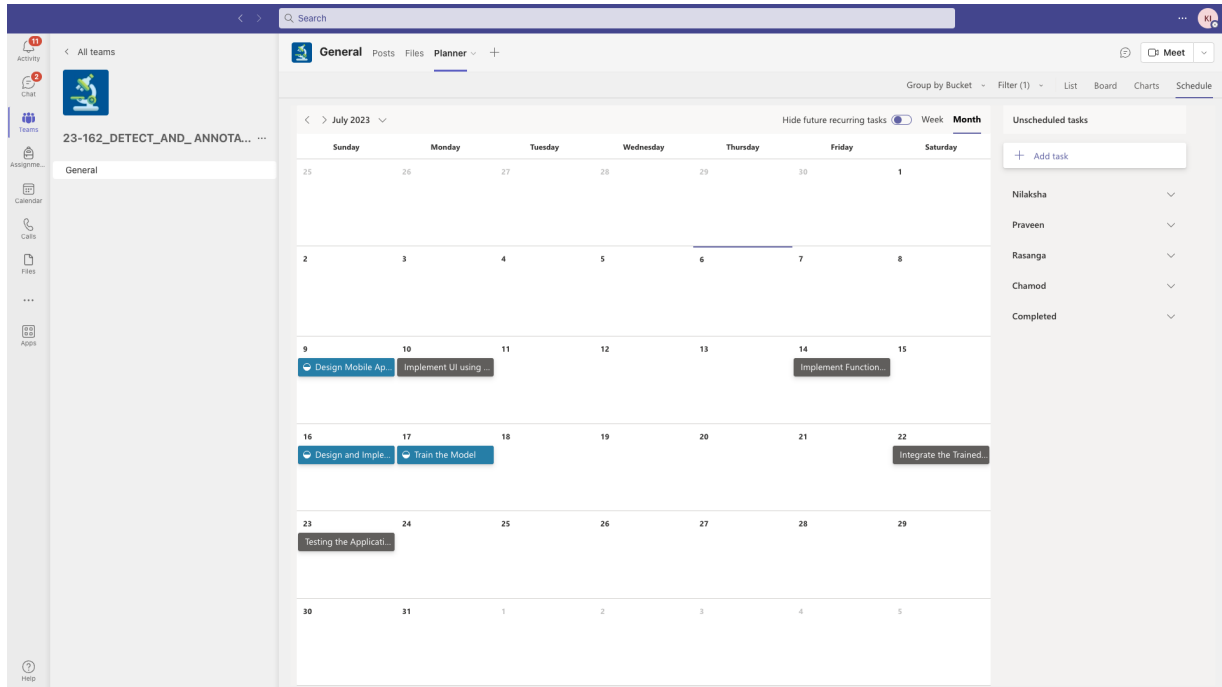 Search
KI
11
Activity
2
Chat
Teams
Assignme...
Calendar
Calls
Files
Apps
Help
All teams
23-162_DETECT_AND_ ANNOTA...
General
General Posts Files Planner
Meet
Group by Bucket Filter (1) List Board Charts Schedule
July 2023 Hide future recurring tasks Week Month
Sunday Monday Tuesday Wednesday Thursday Friday Saturday
25 26 27 28 29 30 1
2 3 4 5 6 7 8
9 10 11 12 13 14 15
Design Mobile Ap... Implement UI using ... Implement Function...
16 17 18 19 20 21 22
Design and Imple... Train the Model Integrate the Trained...
23 24 25 26 27 28 29
Testing the Applicati...
30 31 1 2 3 4 5
Unscheduled tasks
Add task
Nilaksha
Praveen
Rasanga
Chamod
Completed